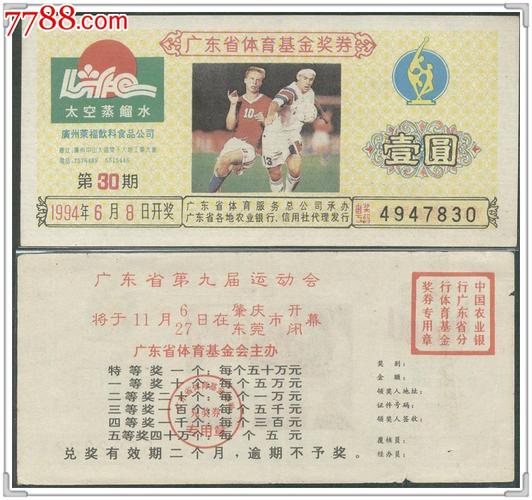 7788.com
广东省体育基金奖券
Life
太空蒸餾水
廣州萊福飲料食品公司
第30期
壹圓
1994年6月8日开奖
广东省体育服务总公司承办
广东省各地农业银行、信用社代理发行
4947830
广东省第九届运动会
将于11月6/27日在肇庆/东莞市开/闭幕
广东省体育基金会主办
特等奖一个：每个五十万元
一等奖十个：每个五万元
二等奖二十个：每个一万元
三等奖一百个：每个五千元
四等奖一千个：每个三百元
五等奖四十万个：每个五元
兑奖有效期二个月，逾期不予奖。
中国农业银
行广东省分
行体育基金
奖券专用章
奖别：
金额：
领奖人地址：
证件号码：
领奖人签收：
覆核员：
经办员：
兑奖券
专用章